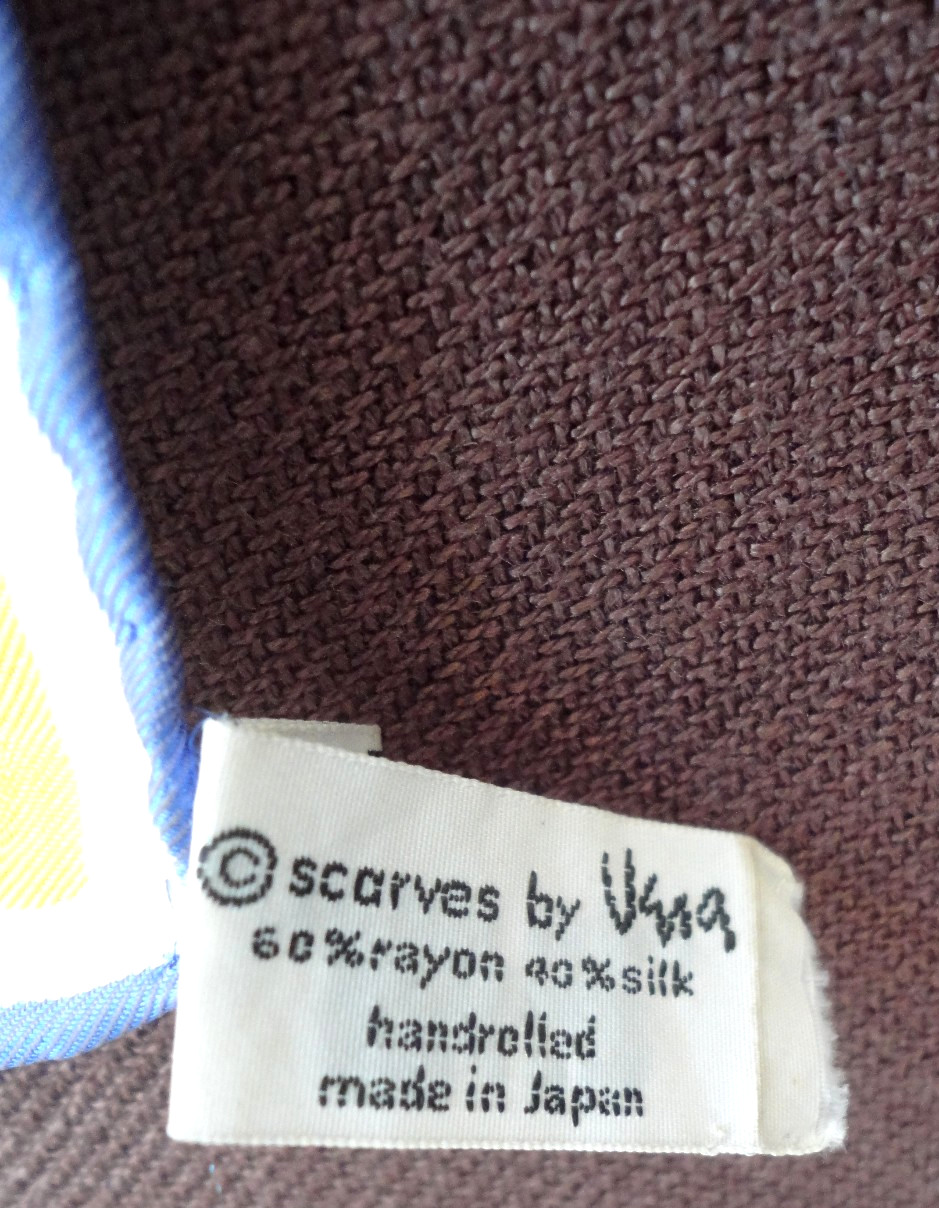 © scarves by Vera
60% rayon 40% silk
handrolled
made in Japan